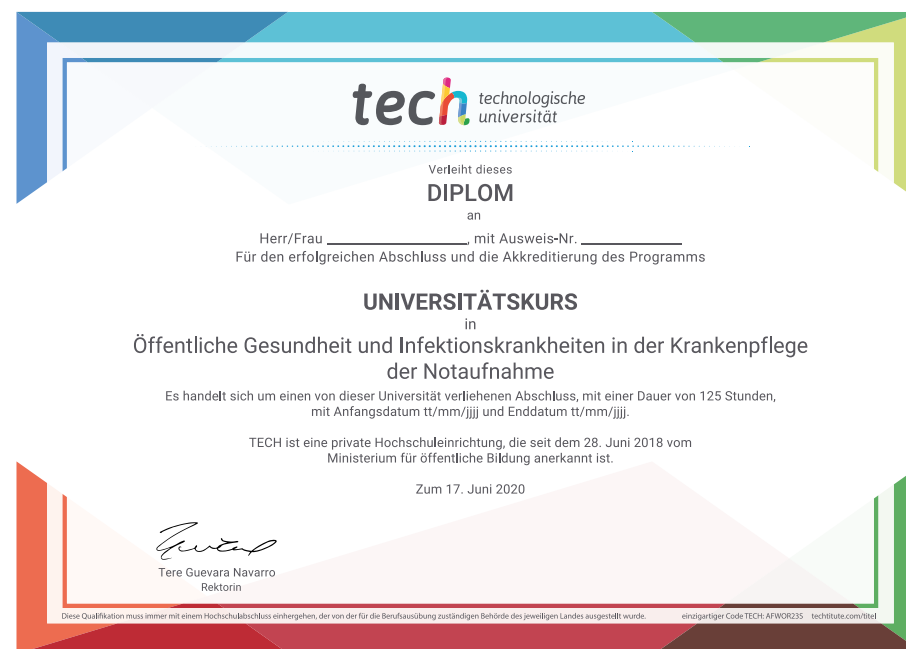 tech technologische
universität
Verleiht dieses
DIPLOM
an
Herr/Frau ____________, mit Ausweis-Nr. ____________
Für den erfolgreichen Abschluss und die Akkreditierung des Programms
UNIVERSITÄTSKURS
in
Öffentliche Gesundheit und Infektionskrankheiten in der Krankenpflege
der Notaufnahme
Es handelt sich um einen von dieser Universität verliehenen Abschluss, mit einer Dauer von 125 Stunden,
mit Anfangsdatum tt/mm/jjjj und Enddatum tt/mm/jjjj.
TECH ist eine private Hochschuleinrichtung, die seit dem 28. Juni 2018 vom
Ministerium für öffentliche Bildung anerkannt ist.
Zum 17. Juni 2020
Tere Guevara Navarro
Rektorin
Diese Qualifikation muss immer mit einem Hochschulabschluss einhergehen, der von der für die Berufsausübung zuständigen Behörde des jeweiligen Landes ausgestellt wurde. einzigartiger Code TECH: AFWOR23S techtitute.com/titel